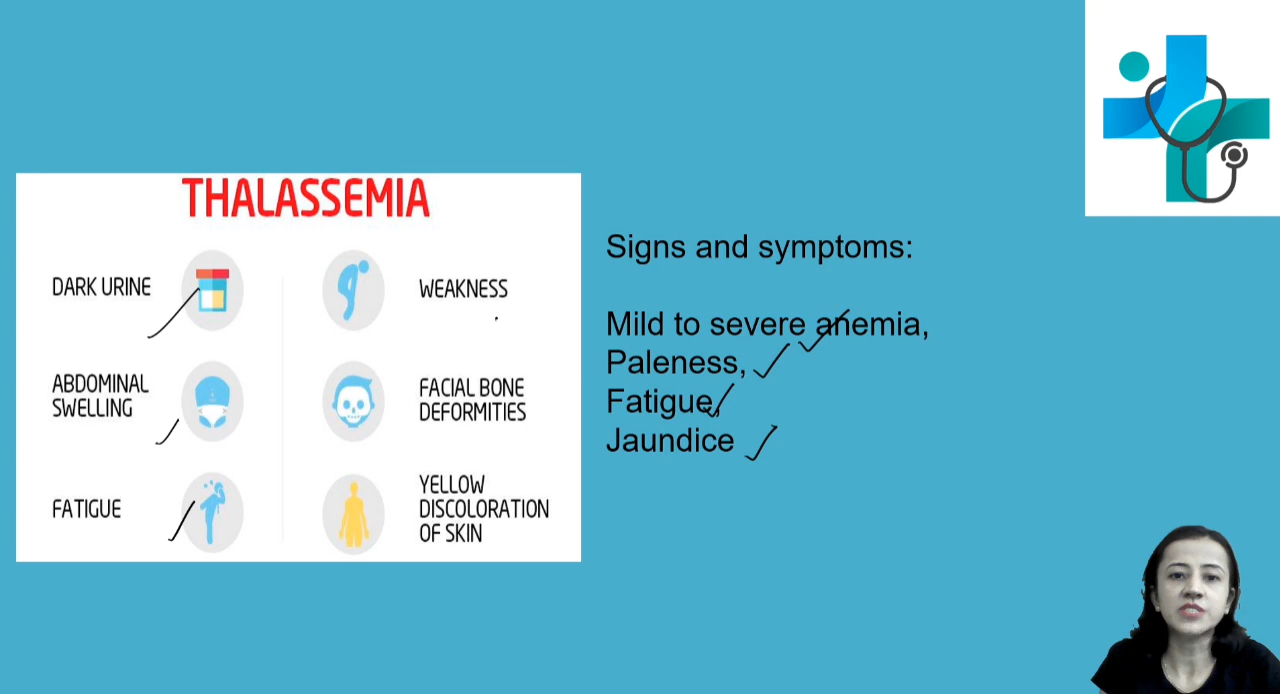 THALASSEMIA
DARK URINE
WEAKNESS
ABDOMINAL
SWELLING
FACIAL BONE
DEFORMITIES
FATIGUE
YELLOW
DISCOLORATION
OF SKIN
Signs and symptoms:
Mild to severe anemia,
Paleness,
Fatigue,
Jaundice